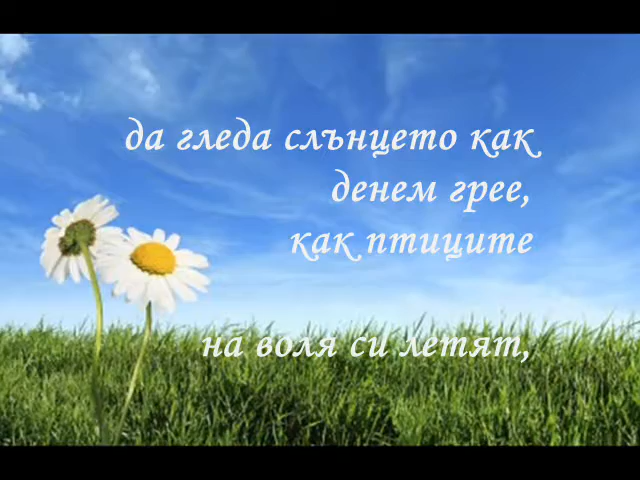 да гледа слънцето как
денем грее,
как птиците
на воля си летят,